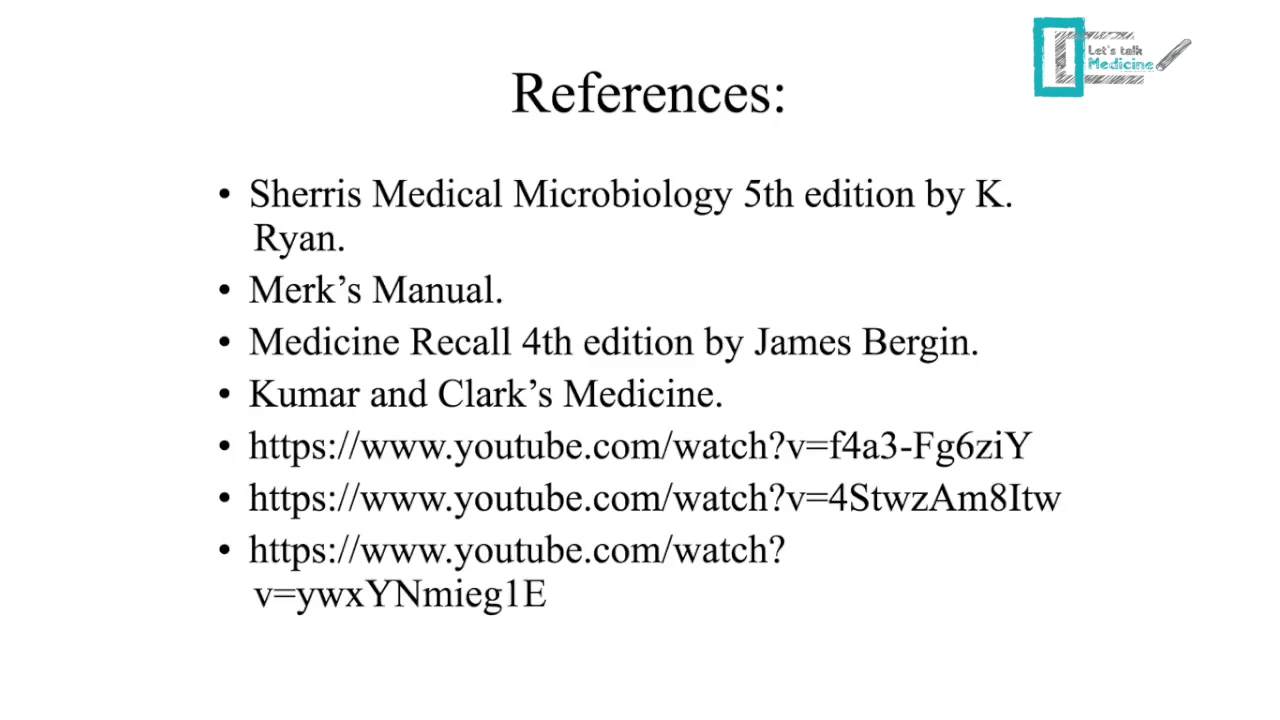 Let's talk
Medicine
References:
• Sherris Medical Microbiology 5th edition by K.
Ryan.
• Merk’s Manual.
• Medicine Recall 4th edition by James Bergin.
• Kumar and Clark’s Medicine.
• https://www.youtube.com/watch?v=f4a3-Fg6ziY
• https://www.youtube.com/watch?v=4StwzAm8Itw
• https://www.youtube.com/watch?
v=ywxYNmieg1E